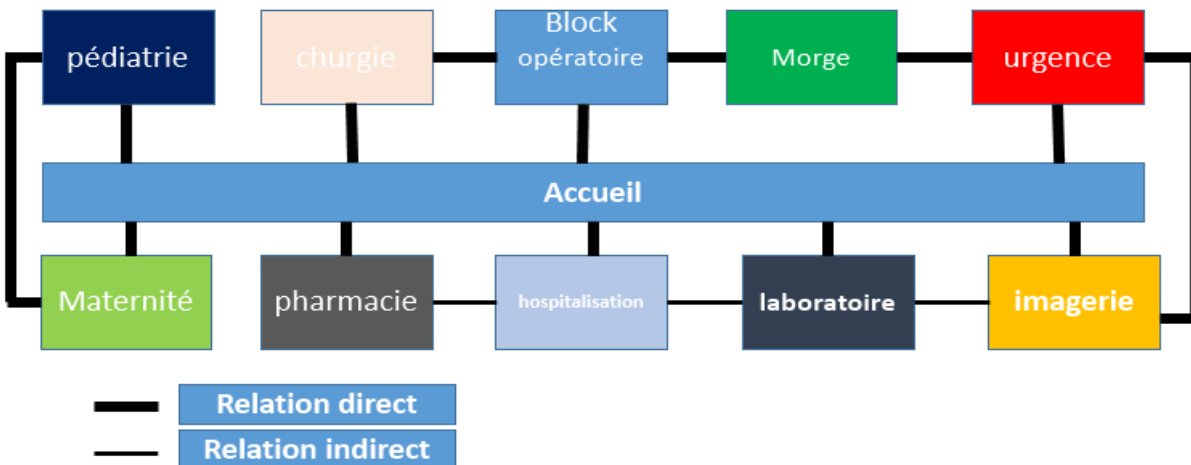 pédiatrie
churgie
Block
opératoire
Morge
urgence
Accueil
Maternité
pharmacie
hospitalisation
laboratoire
imagerie
Relation direct
Relation indirect